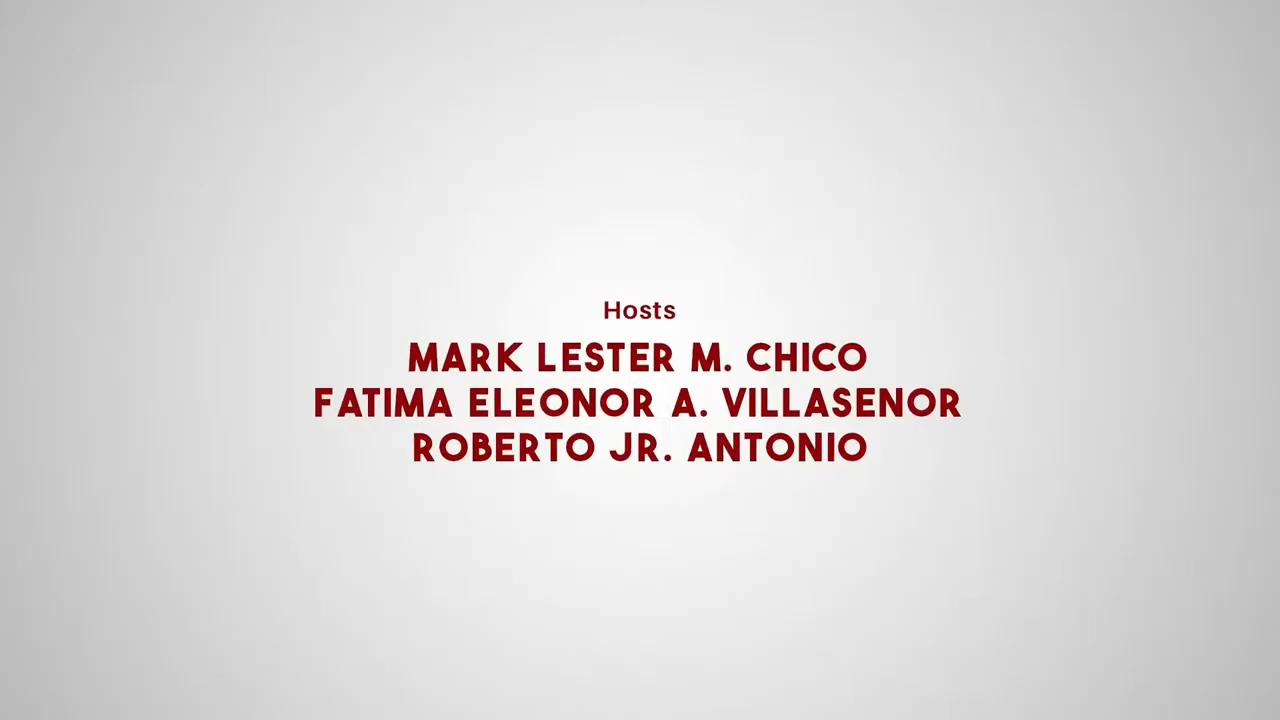 Hosts
MARK LESTER M. CHICO
FATIMA ELEONOR A. VILLASENOR
ROBERTO JR. ANTONIO